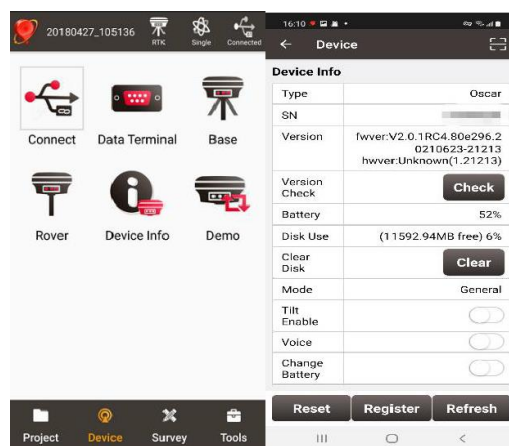 20180427_105136
RTK
Single
Connected
Connect
Data Terminal
Base
Rover
Device Info
Demo
Project
Device
Survey
Tools
16:10
Device
Device Info
Type
Oscar
SN
Version
fwver:V2.0.1RC4.80e296.2
0210623-21213
hwver:Unknown(1.21213)
Version
Check
Check
Battery
52%
Disk Use
(11592.94MB free) 6%
Clear
Disk
Clear
Mode
General
Tilt
Enable
Voice
Change
Battery
Reset
Register
Refresh